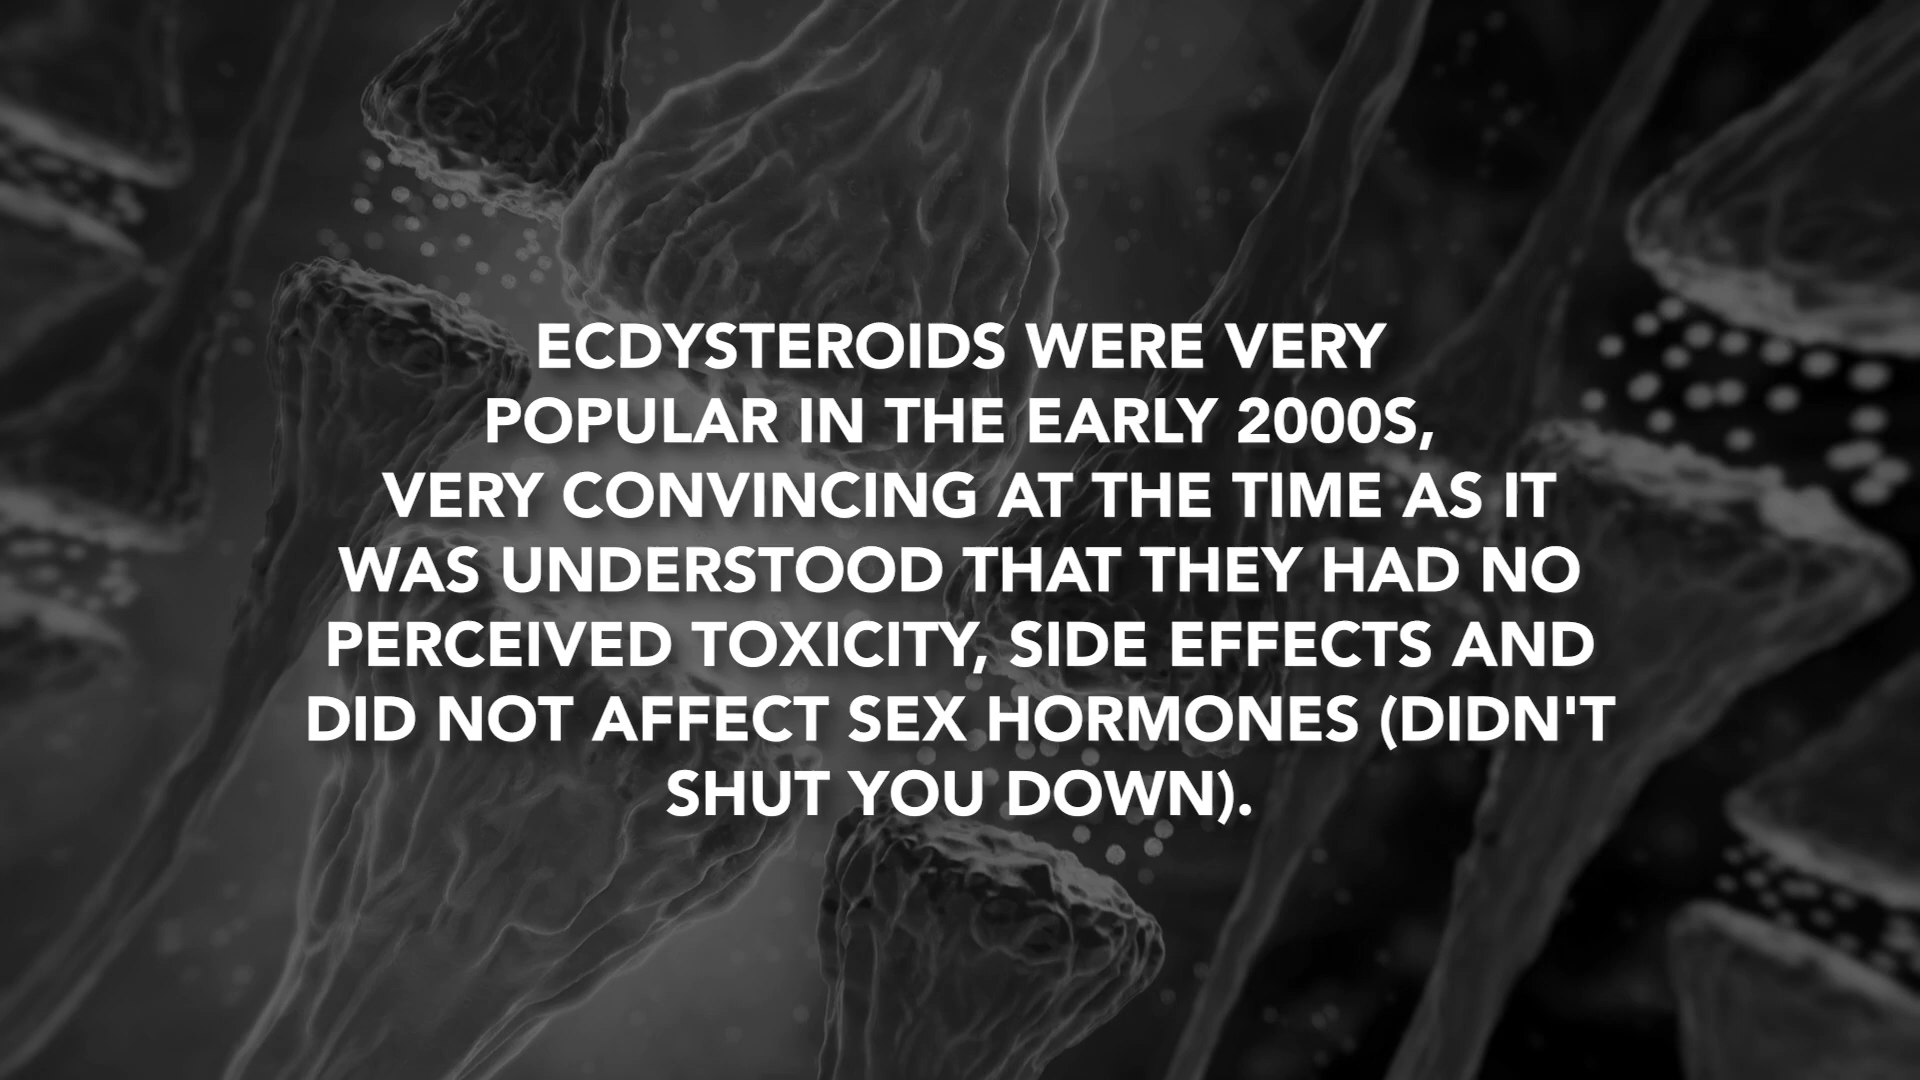 ECDYSTEROIDS WERE VERY
POPULAR IN THE EARLY 2000S,
VERY CONVINCING AT THE TIME AS IT
WAS UNDERSTOOD THAT THEY HAD NO
PERCEIVED TOXICITY, SIDE EFFECTS AND
DID NOT AFFECT SEX HORMONES (DIDN'T
SHUT YOU DOWN).